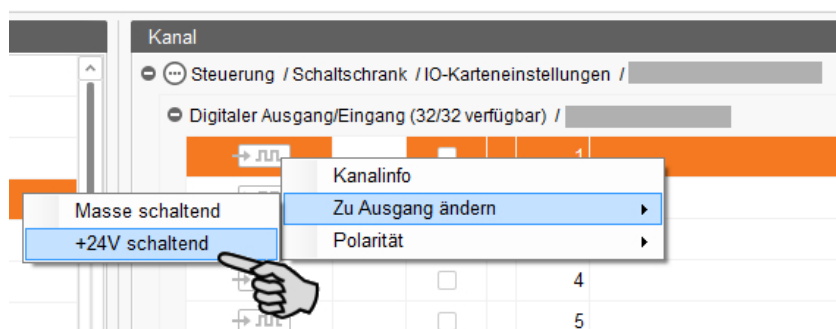 Kanal
Steuerung / Schaltschrank / IO-Karteneinstellungen /
Digitaler Ausgang/Eingang (32/32 verfügbar) /
1
Kanalinfo
Masse schaltend
Zu Ausgang ändern
+24V schaltend
Polarität
4
5